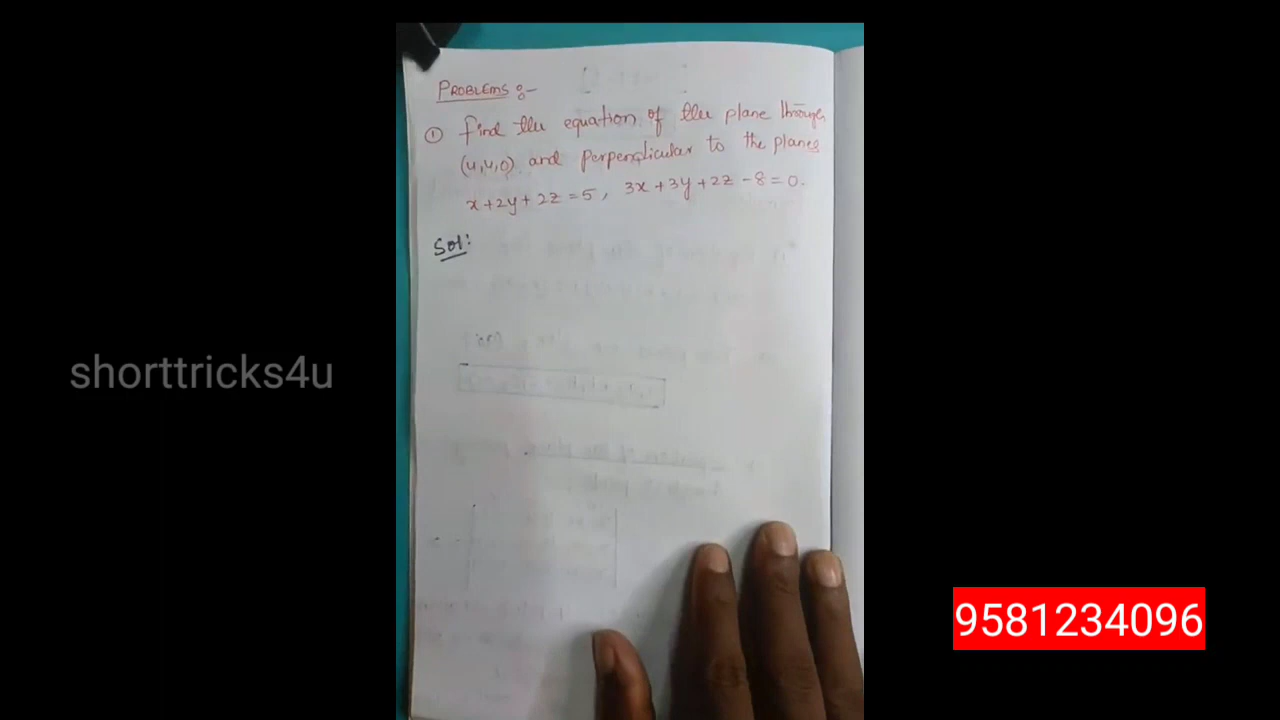 PROBLEMS :-
① Find the equation of the plane through
(4,4,0) and perpendicular to the planes
x+2y+2z=5, 3x+3y+2z-8=0.
Sol:
shorttricks4u
9581234096